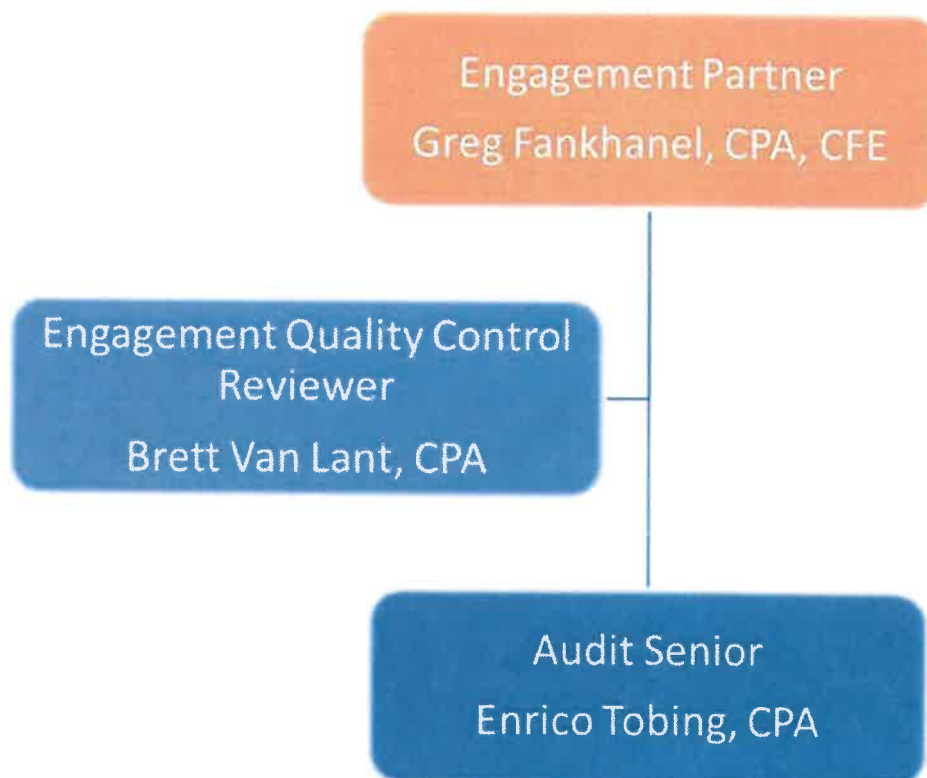 Engagement Partner
Greg Fankhanel, CPA, CFE
Engagement Quality Control
Reviewer
Brett Van Lant, CPA
Audit Senior
Enrico Tobing, CPA